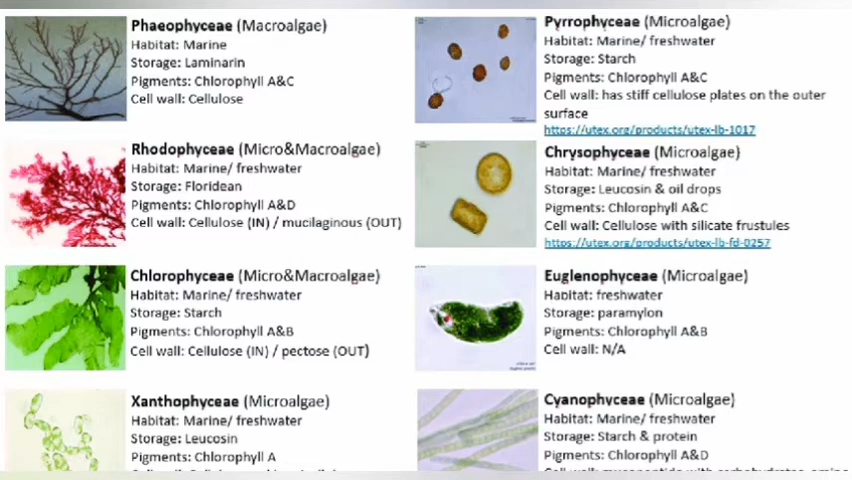 Phaeophyceae (Macroalgae)
Habitat: Marine
Storage: Laminarin
Pigments: Chlorophyll A&C
Cell wall: Cellulose
Rhodophyceae (Micro&Macroalgae)
Habitat: Marine/ freshwater
Storage: Floridean
Pigments: Chlorophyll A&D
Cell wall: Cellulose (IN) / mucilaginous (OUT)
Chlorophyceae (Micro&Macroalgae)
Habitat: Marine/ freshwater
Storage: Starch
Pigments: Chlorophyll A&B
Cell wall: Cellulose (IN) / pectose (OUT)
Xanthophyceae (Microalgae)
Habitat: Marine/ freshwater
Storage: Leucosin
Pigments: Chlorophyll A
Pyrrophyceae (Microalgae)
Habitat: Marine/ freshwater
Storage: Starch
Pigments: Chlorophyll A&C
Cell wall: has stiff cellulose plates on the outer
surface
https://utex.org/products/utex-lb-1017
Chrysophyceae (Microalgae)
Habitat: Marine/ freshwater
Storage: Leucosin & oil drops
Pigments: Chlorophyll A&C
Cell wall: Cellulose with silicate frustules
https://utex.org/products/utex-lb-fd-0257
Euglenophyceae (Microalgae)
Habitat: freshwater
Storage: paramylon
Pigments: Chlorophyll A&B
Cell wall: N/A
Cyanophyceae (Microalgae)
Habitat: Marine/ freshwater
Storage: Starch & protein
Pigments: Chlorophyll A&D